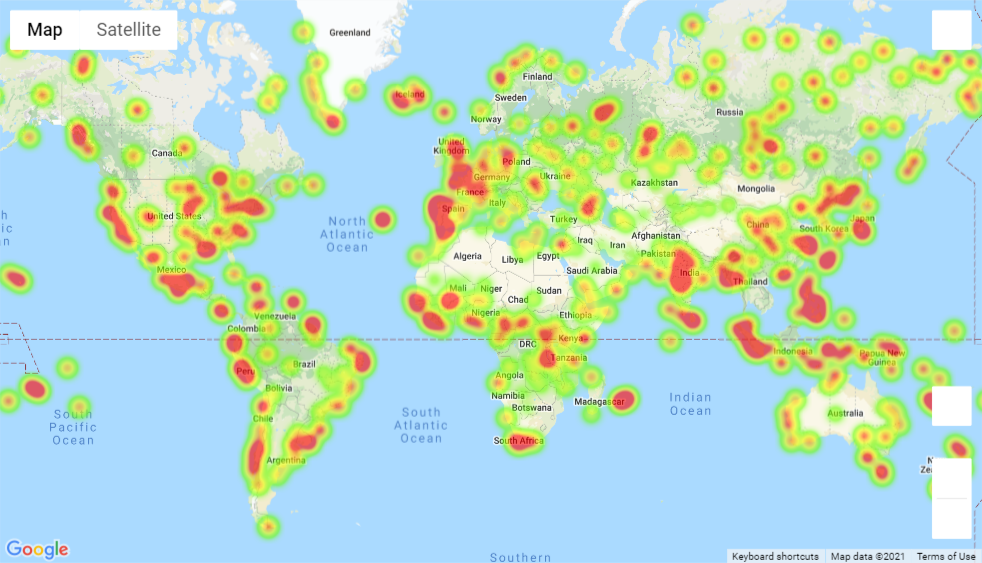 Map
Satellite
Greenland
Finland
Iceland
Sweden
Norway
Russia
United
Kingdom
Canada
Poland
Germany
Ukraine
Kazakhstan
Mongolia
France
Italy
Spain
United States
North
Atlantic
Ocean
Turkey
China
South Korea
Japan
Afghanistan
Iraq
Iran
Algeria
Libya
Egypt
Pakistan
Mexico
Saudi Arabia
India
Thailand
Mali
Niger
Sudan
Chad
Venezuela
Nigeria
Ethiopia
Colombia
DRC
Kenya
Tanzania
Indonesia
Papua New
Guinea
Brazil
Peru
Bolivia
Angola
Namibia
Botswana
Madagascar
Indian
Ocean
South
Pacific
Ocean
South
Atlantic
Ocean
Chile
Australia
South Africa
Argentina
N
Zea
Google
Southern
Keyboard shortcuts
Map data ©2021
Terms of Use
h
ic
n